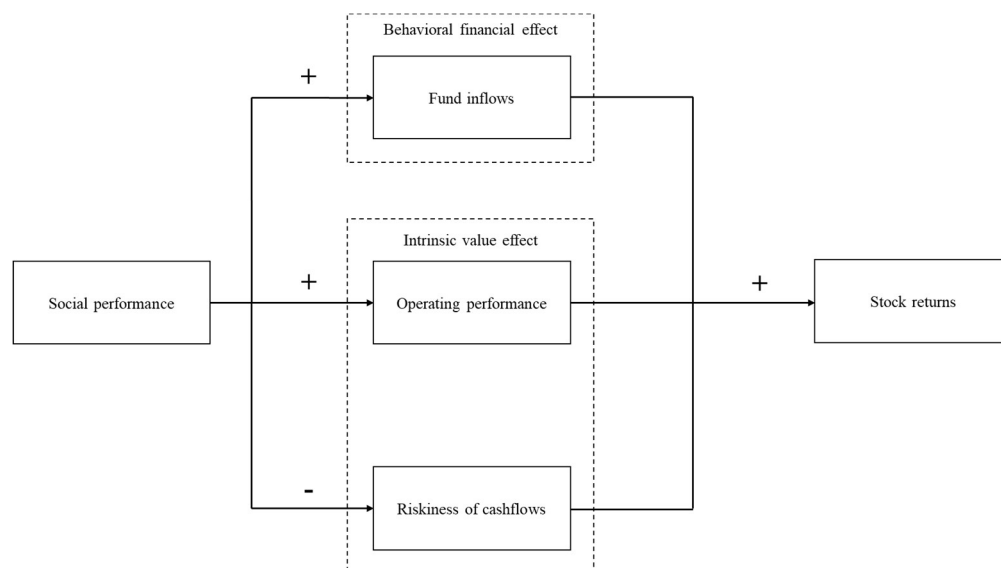 Behavioral financial effect
+
Fund inflows
Intrinsic value effect
+
+
Social performance
Operating performance
Stock returns
-
Riskiness of cashflows